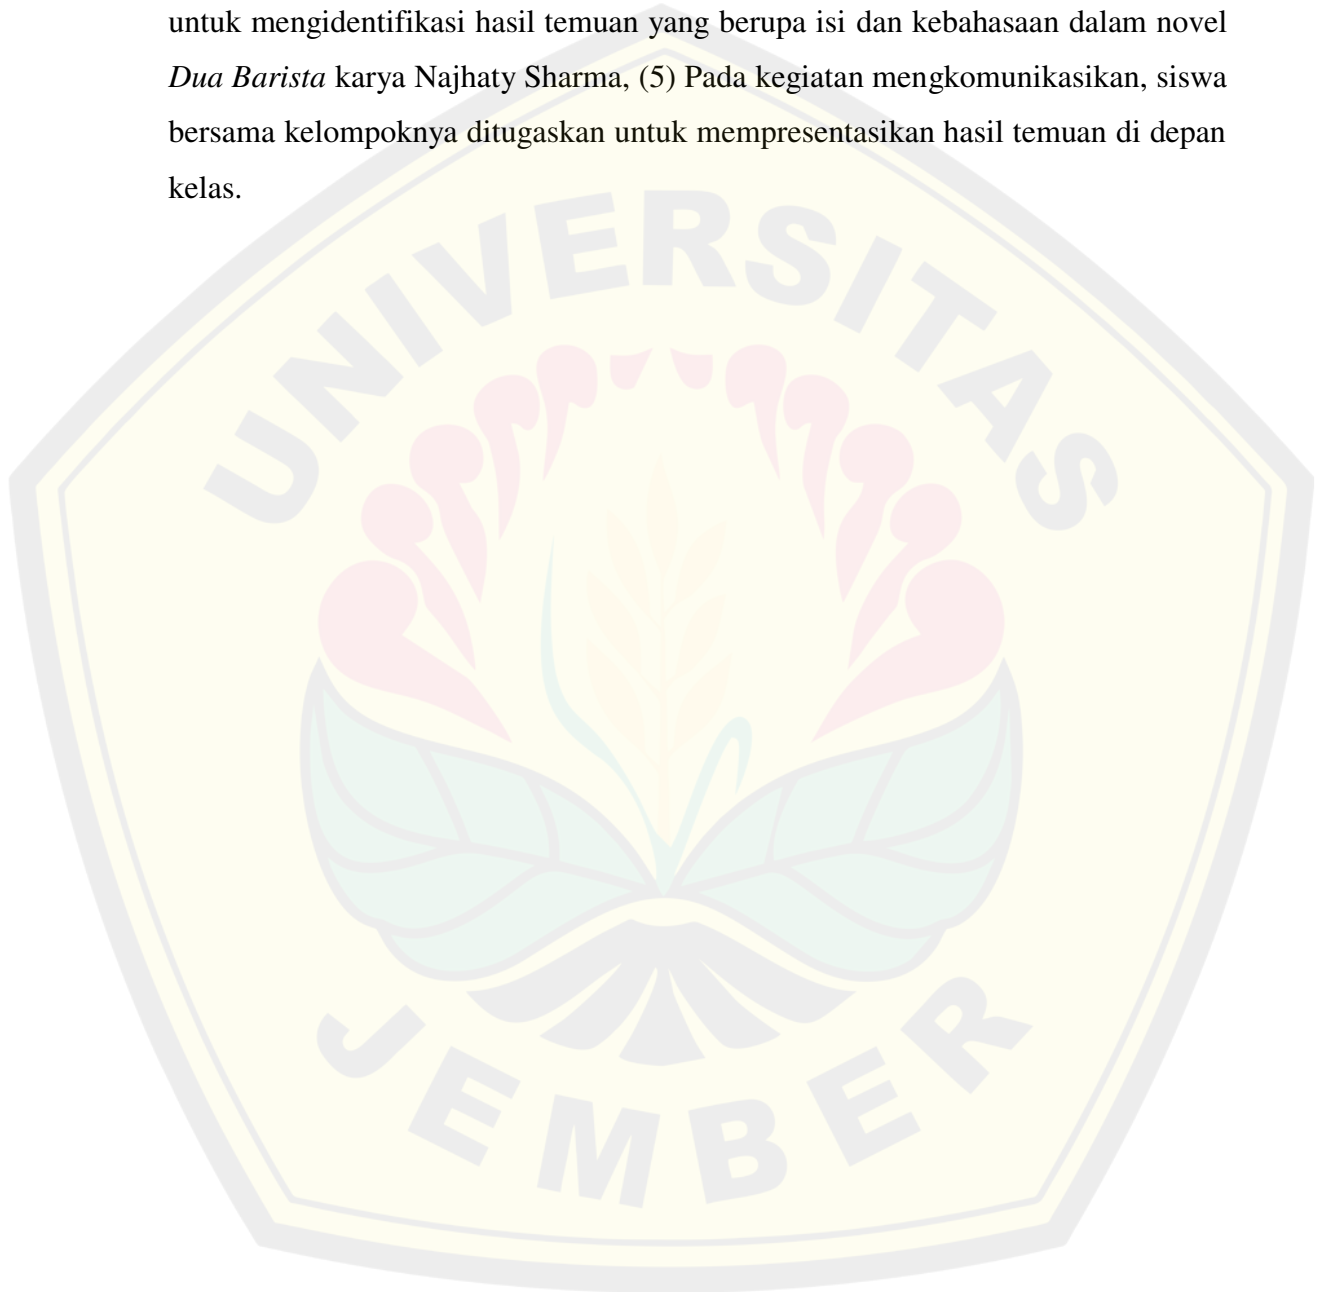 untuk mengidentifikasi hasil temuan yang berupa isi dan kebahasaan dalam novel
Dua Barista karya Najhaty Sharma, (5) Pada kegiatan mengkomunikasikan, siswa
bersama kelompoknya ditugaskan untuk mempresentasikan hasil temuan di depan
kelas.
UNIVERSITAS
JEMBER